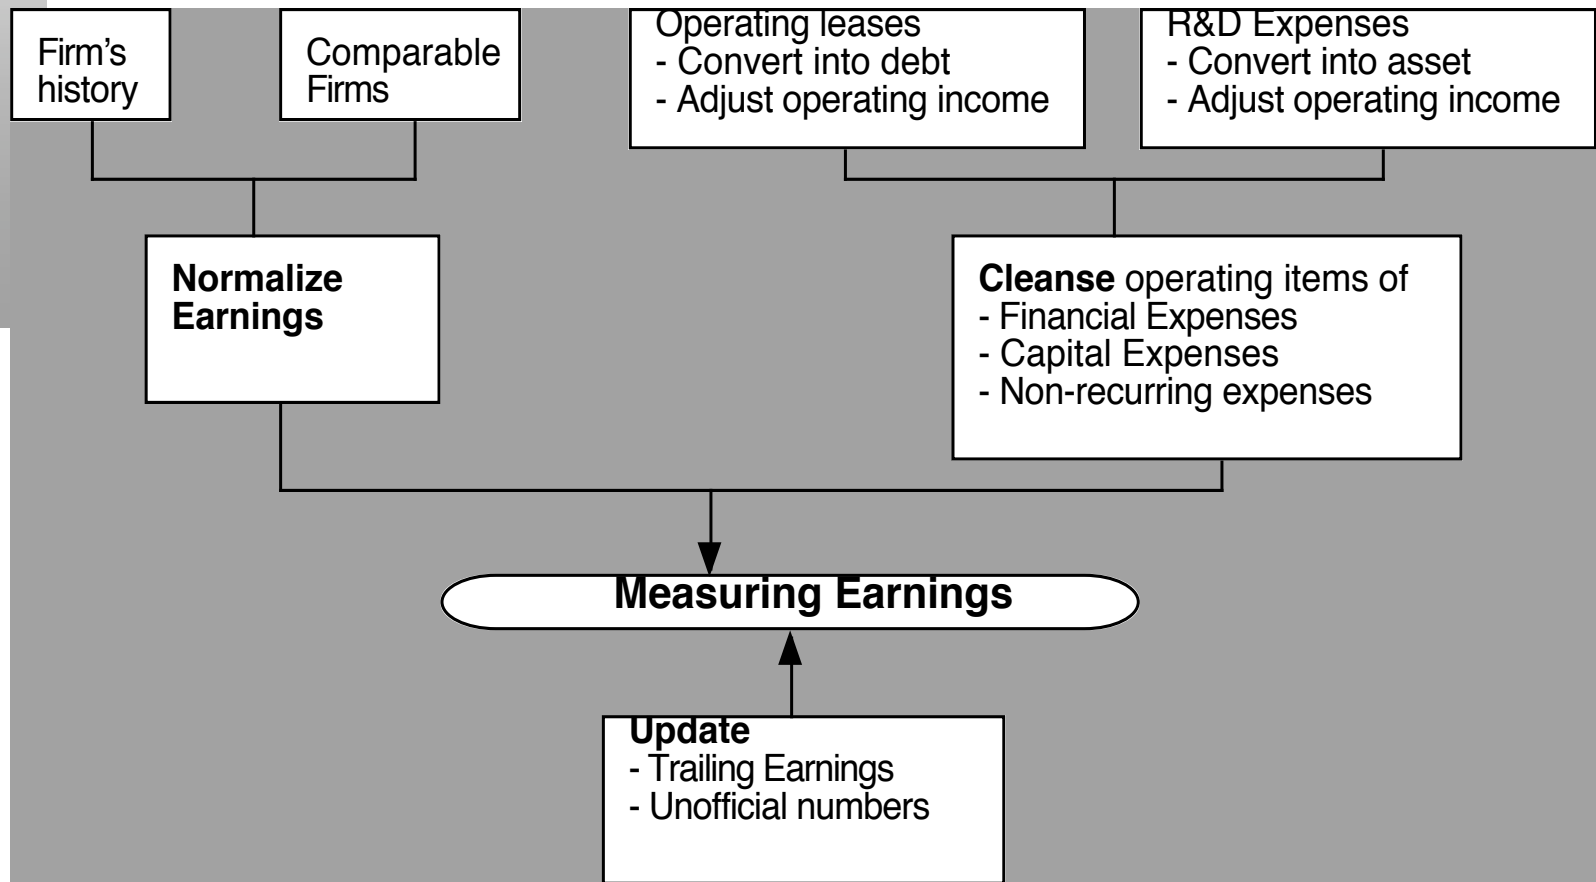 Firm's
history
Comparable
Firms
Operating leases
- Convert into debt
- Adjust operating income
R&D Expenses
- Convert into asset
- Adjust operating income
Normalize
Earnings
Cleanse operating items of
- Financial Expenses
- Capital Expenses
- Non-recurring expenses
Measuring Earnings
Update
- Trailing Earnings
- Unofficial numbers